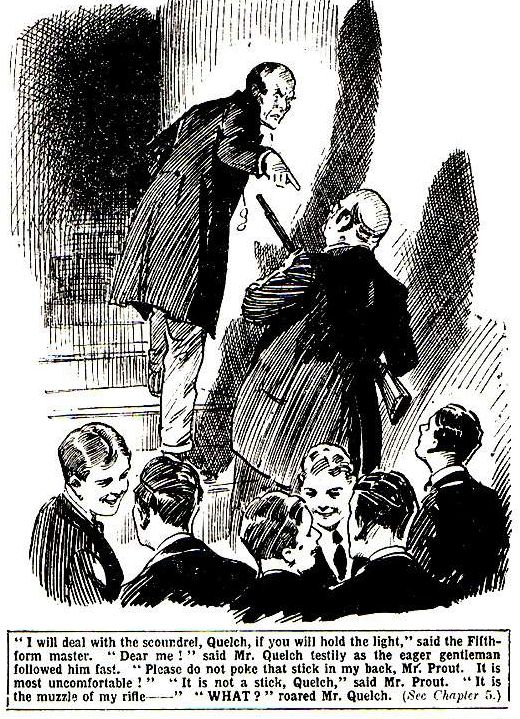 " I will deal with the scoundrel, Quelch, if you will hold the light," said the Fifth-
form master. " Dear me ! " said Mr. Quelch testily as the eager gentleman
followed him fast. " Please do not poke that stick in my back, Mr. Prout. It is
most uncomfortable ! " " It is not a stick, Quelch," said Mr. Prout. " It is
the muzzle of my rifle——" " WHAT ? " roared Mr. Quelch. (See Chapter 5.)